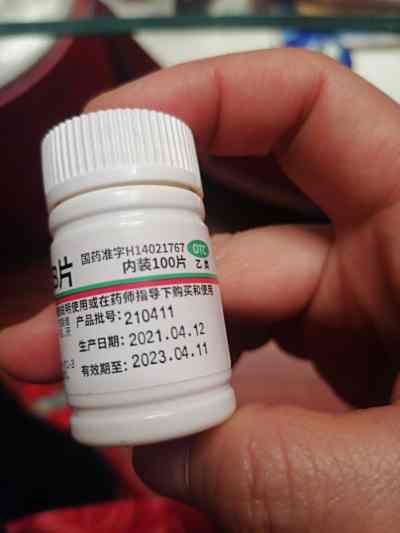 国药准字H14021767 OTC
片 内装100片 乙类
使用或在药师指导下购买和使用
产品批号: 210411
生产日期: 2021.04.12
有效期至: 2023.04.11